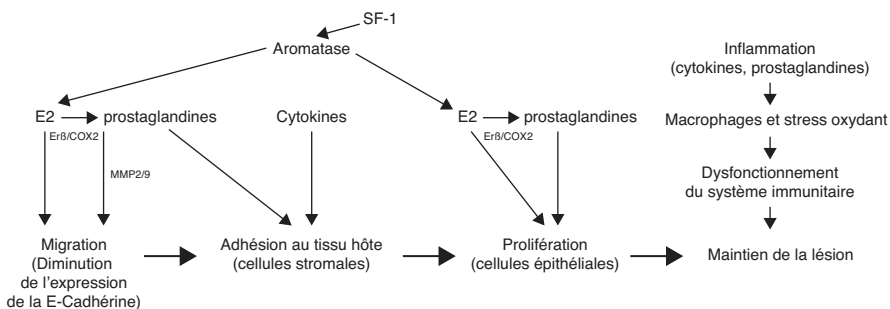 SF-1
Aromatase
E2
prostaglandines
Erß/COX2
MMP2/9
Cytokines
E2
prostaglandines
Erß/COX2
Inflammation
(cytokines, prostaglandines)
Macrophages et stress oxydant
Dysfonctionnement
du système immunitaire
Migration
(Diminution
de l’expression
de la E-Cadhérine)
Adhésion au tissu hôte
(cellules stromales)
Prolifération
(cellules épithéliales)
Maintien de la lésion